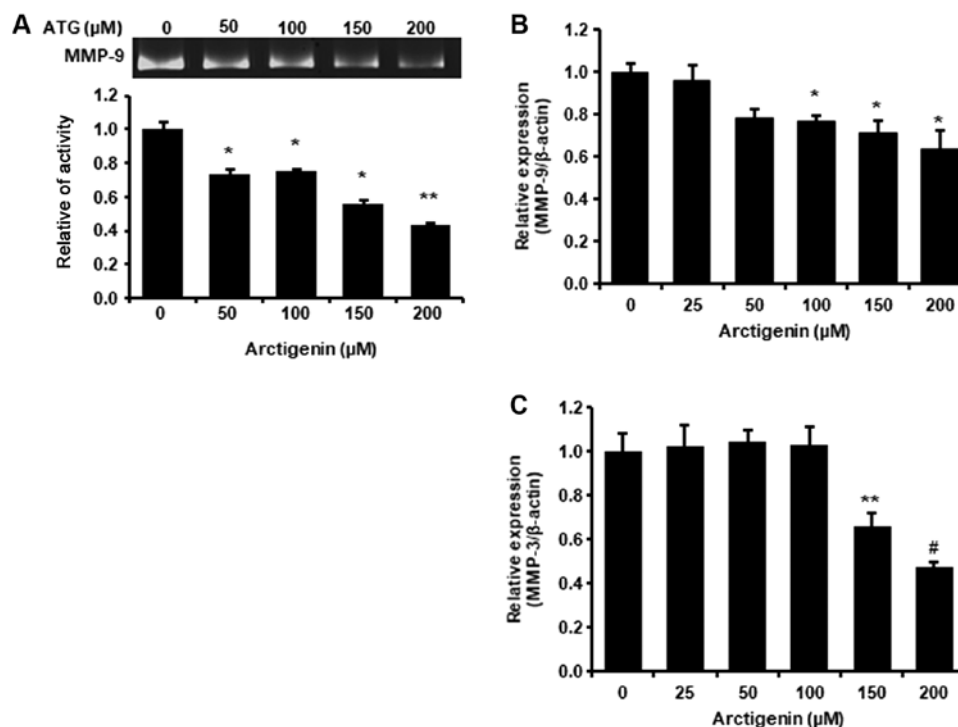 A
ATG (µM) 0 50 100 150 200
MMP-9
1.2
1.0
0.8
0.6
0.4
0.2
0.0
Relative of activity
* * * **
0 50 100 150 200
Arctigenin (µM)
B
1.2
1.0
0.8
0.6
0.4
0.2
0.0
Relative expression
(MMP-9/β-actin)
* * *
0 25 50 100 150 200
Arctigenin (µM)
C
1.2
1.0
0.8
0.6
0.4
0.2
0.0
Relative expression
(MMP-3/β-actin)
** #
0 25 50 100 150 200
Arctigenin (µM)